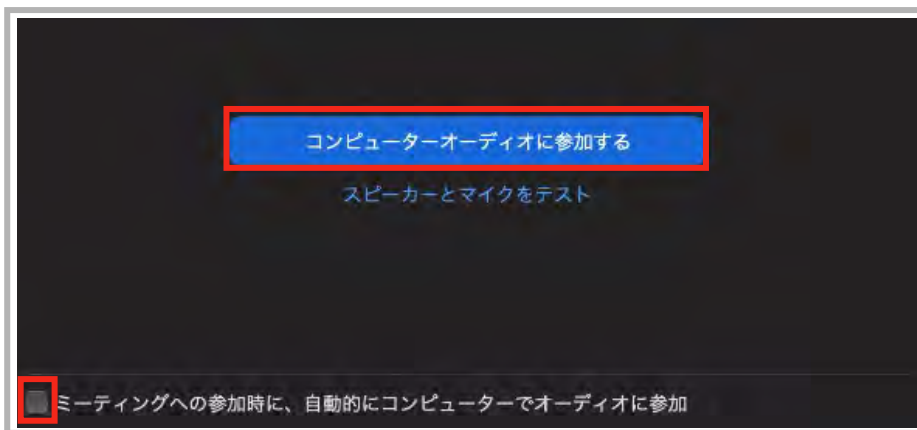 コンピューターオーディオに参加する
スピーカーとマイクをテスト
ミーティングへの参加時に、自動的にコンピューターでオーディオに参加